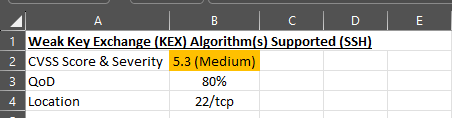 A B C D E
1 Weak Key Exchange (KEX) Algorithm(s) Supported (SSH)
2 CVSS Score & Severity 5.3 (Medium)
3 QoD 80%
4 Location 22/tcp